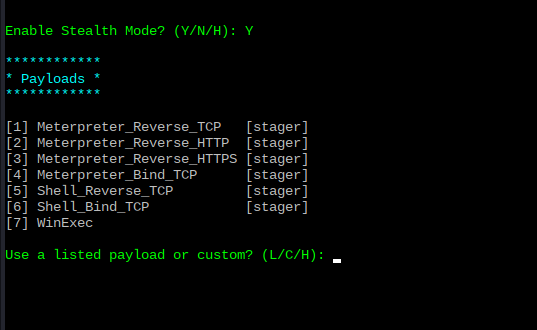 Enable Stealth Mode? (Y/N/H): Y
************
* Payloads *
************
[1] Meterpreter_Reverse_TCP   [stager]
[2] Meterpreter_Reverse_HTTP  [stager]
[3] Meterpreter_Reverse_HTTPS [stager]
[4] Meterpreter_Bind_TCP      [stager]
[5] Shell_Reverse_TCP         [stager]
[6] Shell_Bind_TCP            [stager]
[7] WinExec
Use a listed payload or custom? (L/C/H):